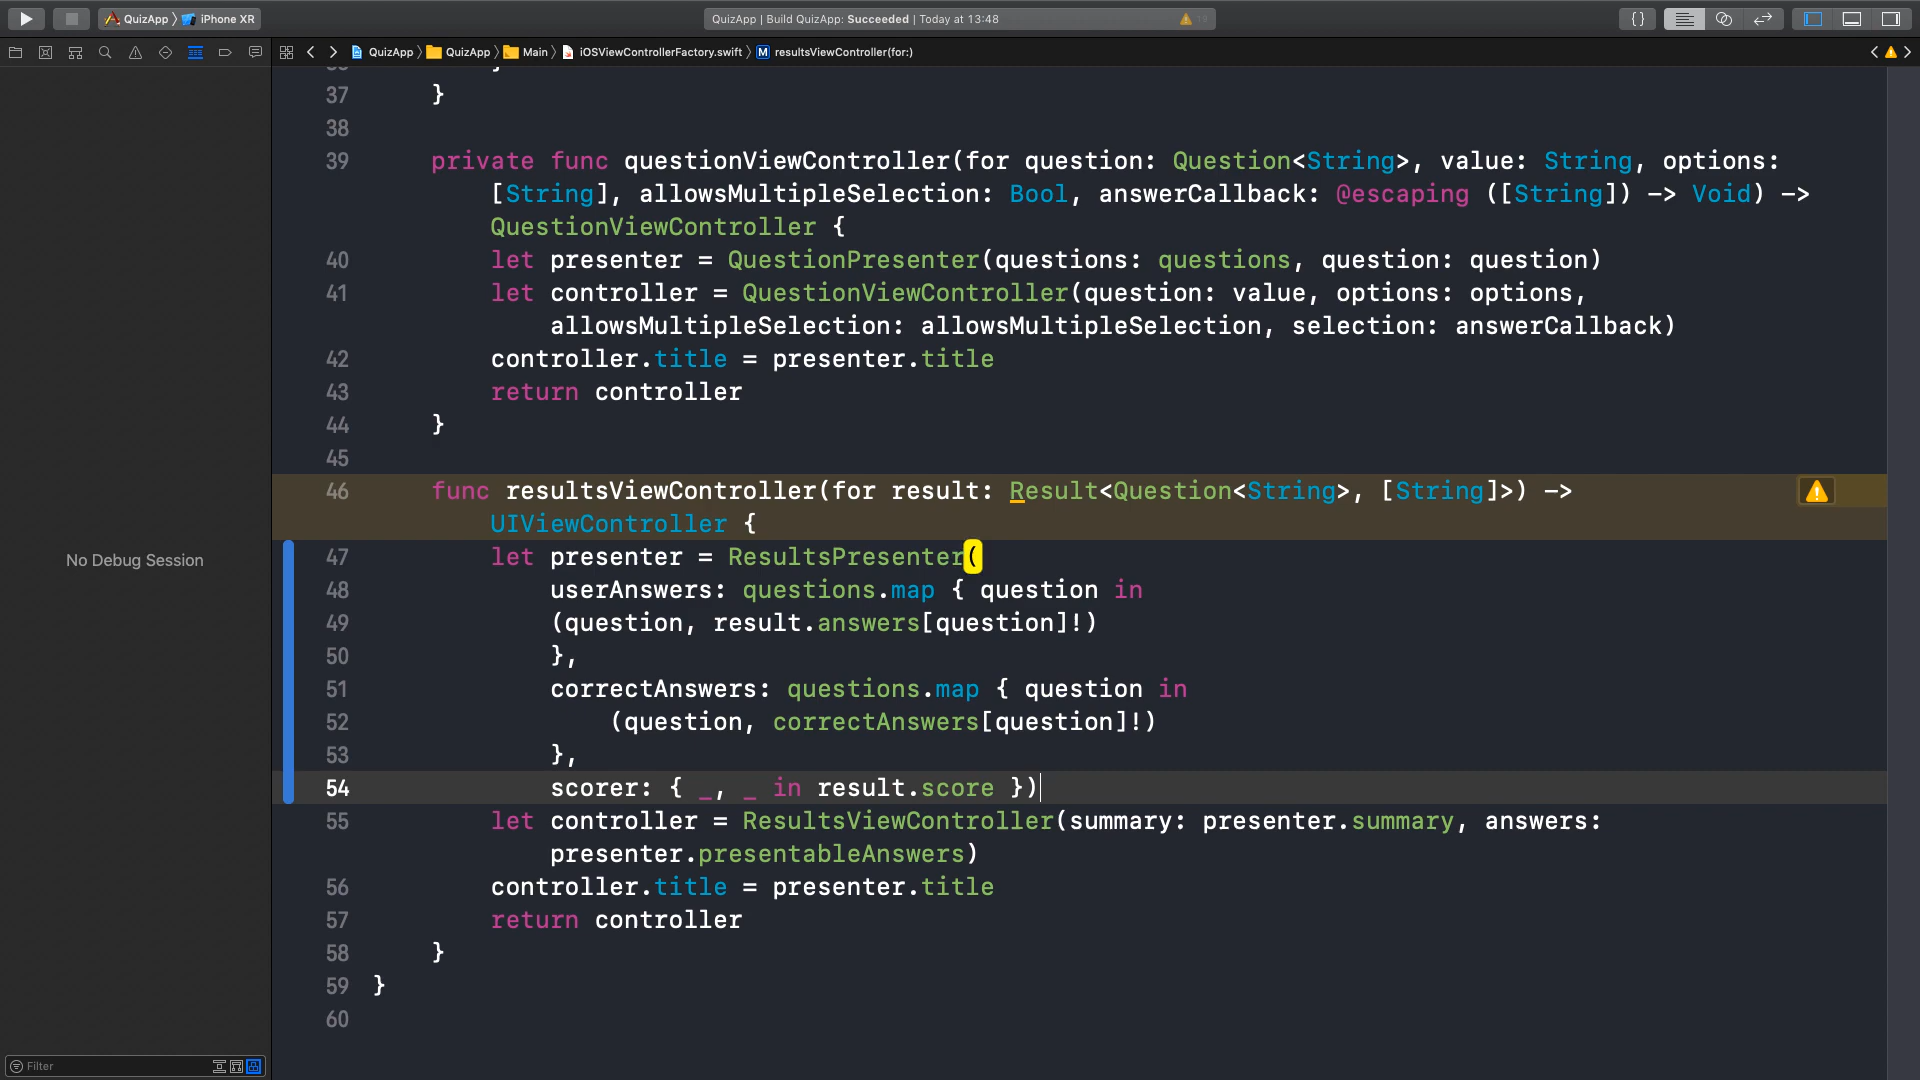 QuizApp 〉 iPhone XR
QuizApp | Build QuizApp: Succeeded | Today at 13:48
{}
QuizApp 〉 QuizApp 〉 Main 〉 iOSViewControllerFactory.swift 〉 M resultsViewController(for:)
37 }
38
39 private func questionViewController(for question: Question<String>, value: String, options:
[String], allowsMultipleSelection: Bool, answerCallback: @escaping ([String]) -> Void) ->
QuestionViewController {
40 let presenter = QuestionPresenter(questions: questions, question: question)
41 let controller = QuestionViewController(question: value, options: options,
allowsMultipleSelection: allowsMultipleSelection, selection: answerCallback)
42 controller.title = presenter.title
43 return controller
44 }
45
46 func resultsViewController(for result: Result<Question<String>, [String]>) ->
UIViewController {
47 let presenter = ResultsPresenter(
48 userAnswers: questions.map { question in
49 (question, result.answers[question]!)
50 },
51 correctAnswers: questions.map { question in
52 (question, correctAnswers[question]!)
53 },
54 scorer: { _, _ in result.score })
55 let controller = ResultsViewController(summary: presenter.summary, answers:
presenter.presentableAnswers)
56 controller.title = presenter.title
57 return controller
58 }
59 }
60
No Debug Session
Filter